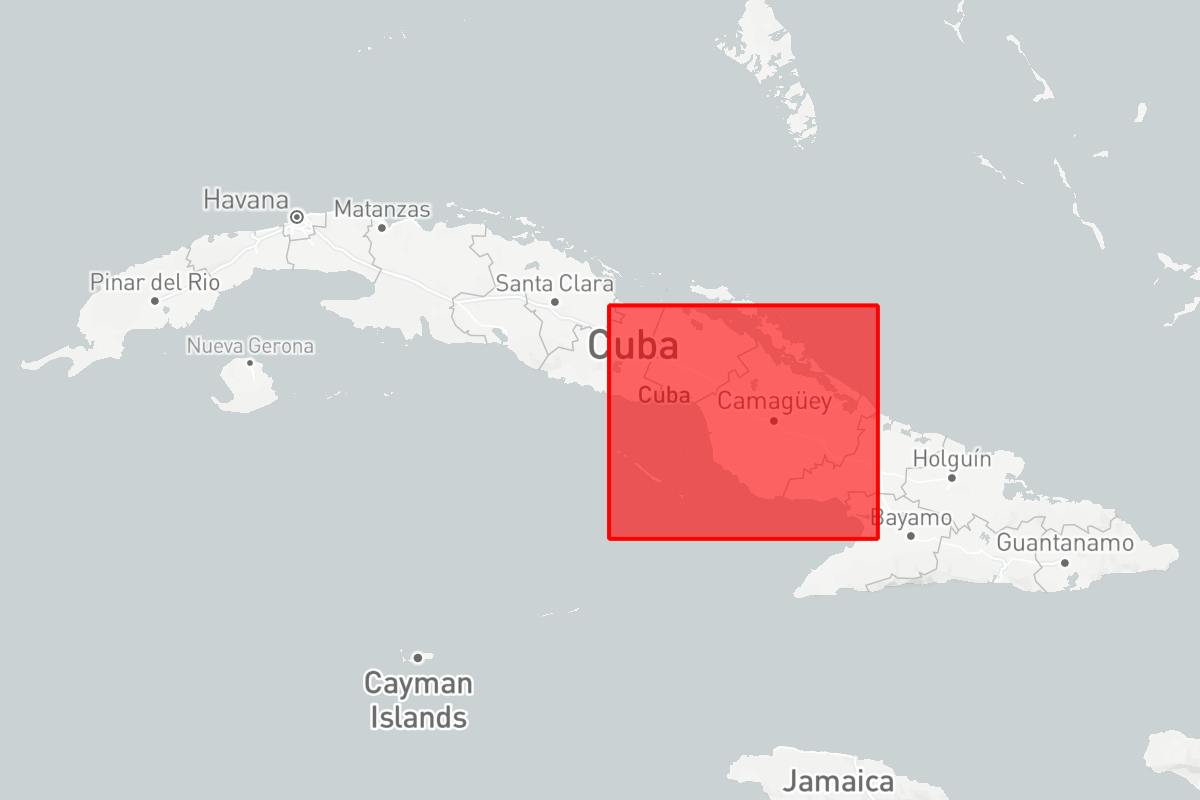 Havana
Matanzas
Pinar del Rio
Santa Clara
Nueva Gerona
Cuba
Cuba
Camagüey
Holguín
Bayamo
Guantanamo
Cayman
Islands
Jamaica